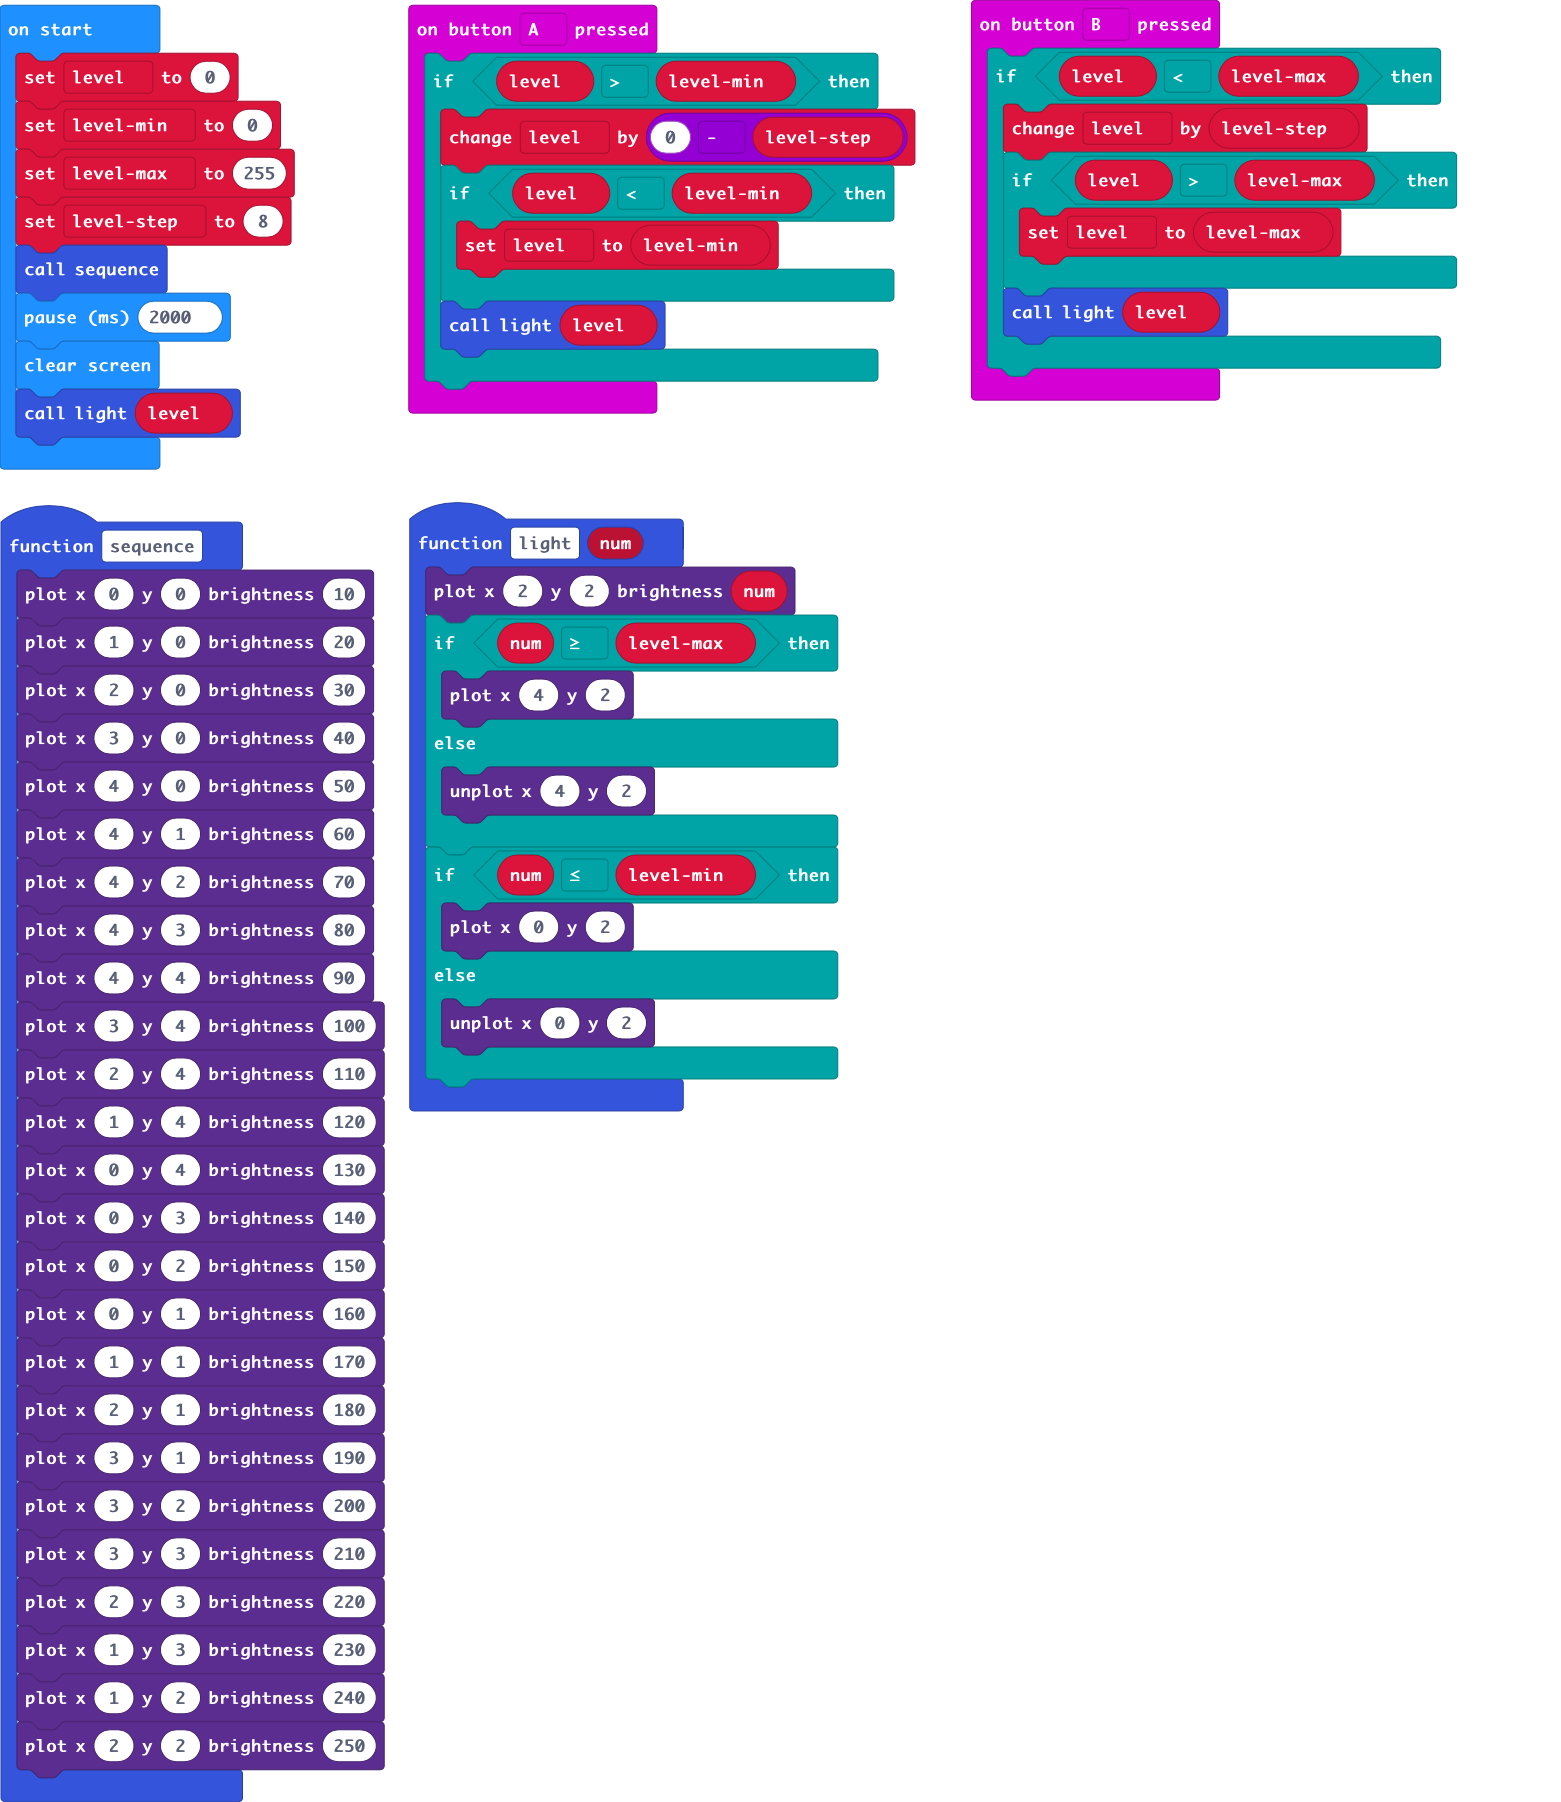 on start
set level to 0
set level-min to 0
set level-max to 255
set level-step to 8
call sequence
pause (ms) 2000
clear screen
call light level
on button A pressed
if level > level-min then
change level by 0 - level-step
if level < level-min then
set level to level-min
call light level
on button B pressed
if level < level-max then
change level by level-step
if level > level-max then
set level to level-max
call light level
function sequence
plot x 0 y 0 brightness 10
plot x 1 y 0 brightness 20
plot x 2 y 0 brightness 30
plot x 3 y 0 brightness 40
plot x 4 y 0 brightness 50
plot x 4 y 1 brightness 60
plot x 4 y 2 brightness 70
plot x 4 y 3 brightness 80
plot x 4 y 4 brightness 90
plot x 3 y 4 brightness 100
plot x 2 y 4 brightness 110
plot x 1 y 4 brightness 120
plot x 0 y 4 brightness 130
plot x 0 y 3 brightness 140
plot x 0 y 2 brightness 150
plot x 0 y 1 brightness 160
plot x 1 y 1 brightness 170
plot x 2 y 1 brightness 180
plot x 3 y 1 brightness 190
plot x 3 y 2 brightness 200
plot x 3 y 3 brightness 210
plot x 2 y 3 brightness 220
plot x 1 y 3 brightness 230
plot x 1 y 2 brightness 240
plot x 2 y 2 brightness 250
function light num
plot x 2 y 2 brightness num
if num ≥ level-max then
plot x 4 y 2
else
unplot x 4 y 2
if num ≤ level-min then
plot x 0 y 2
else
unplot x 0 y 2